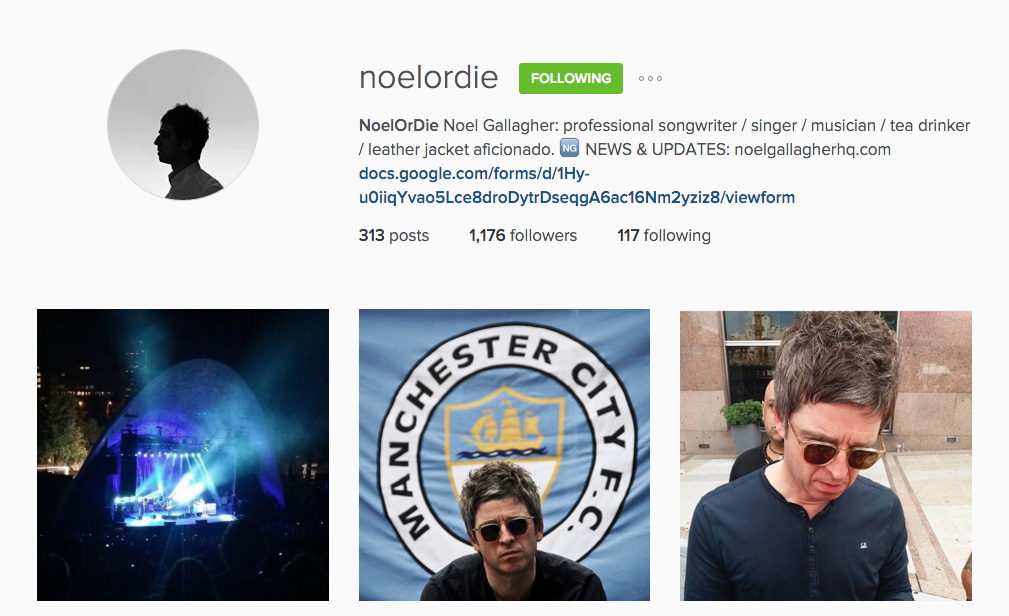 noelordie FOLLOWING
NoelOrDie Noel Gallagher: professional songwriter / singer / musician / tea drinker
/ leather jacket aficionado. NG NEWS & UPDATES: noelgallagherhq.com
docs.google.com/forms/d/1Hy-
u0iiqYvao5Lce8droDytrDseqgA6ac16Nm2yziz8/viewform
313 posts 1,176 followers 117 following
MANCHESTER CITY F.C.